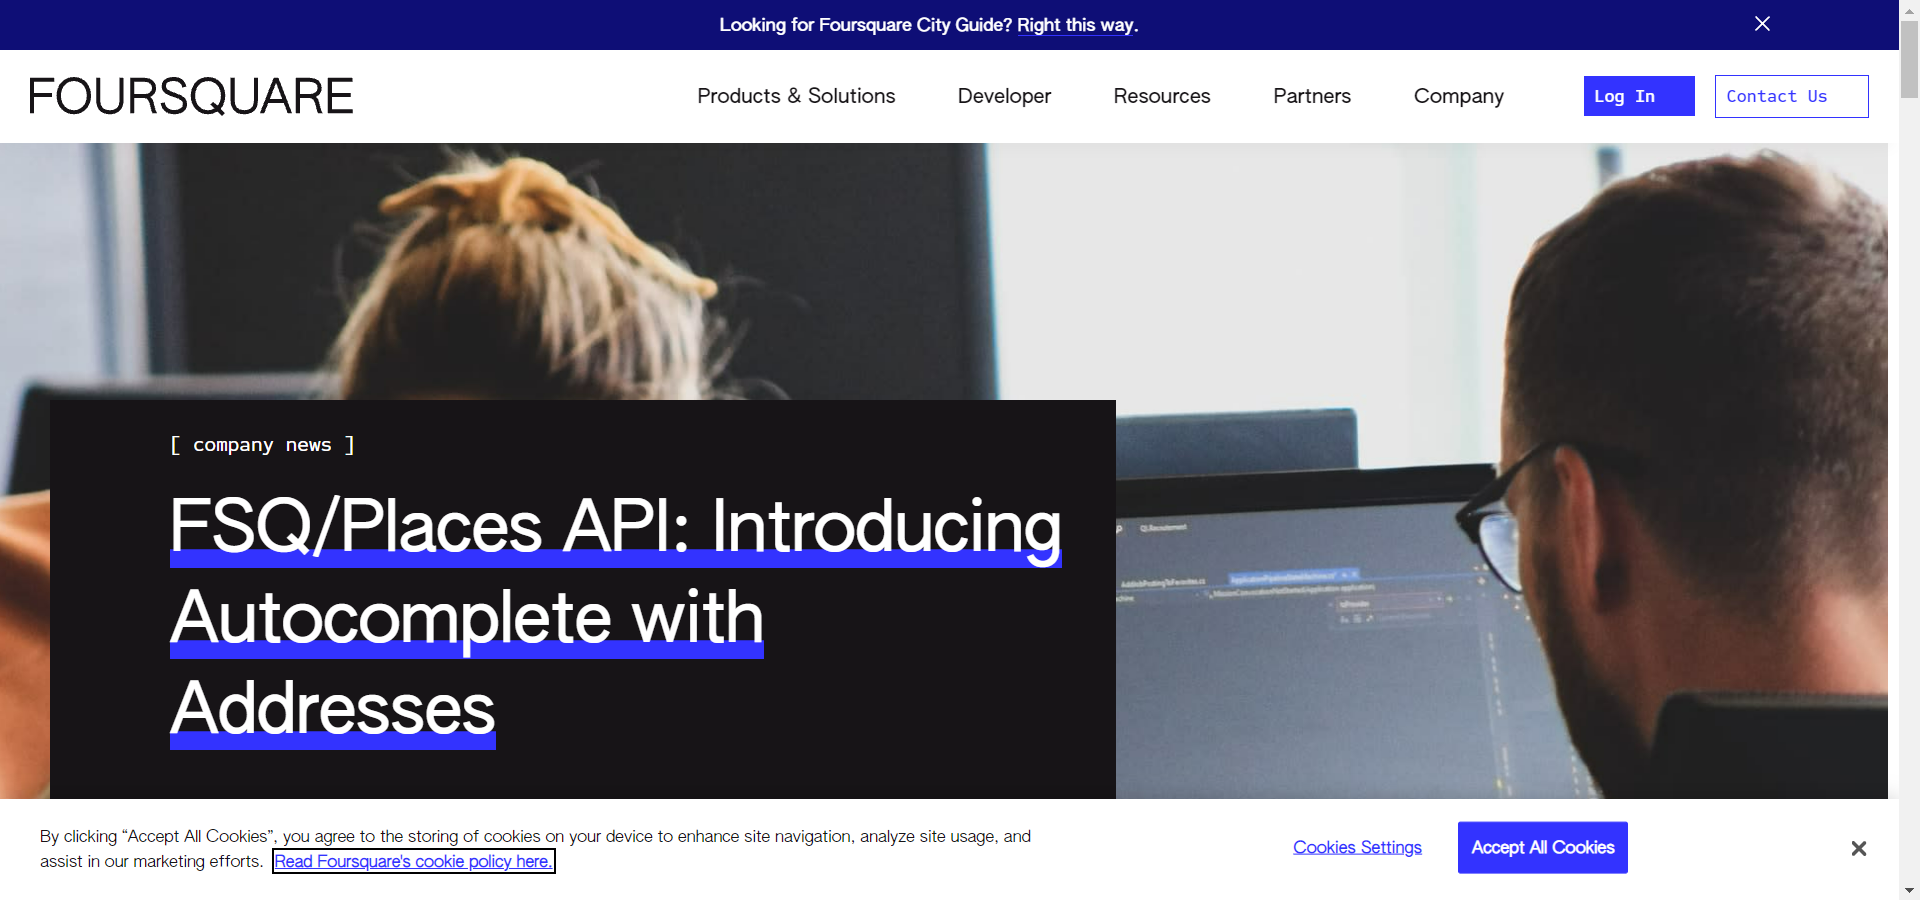 Looking for Foursquare City Guide? Right this way.
FOURSQUARE
Products & Solutions
Developer
Resources
Partners
Company
Log In
Contact Us
[ company news ]
FSQ/Places API: Introducing
Autocomplete with
Addresses
By clicking “Accept All Cookies”, you agree to the storing of cookies on your device to enhance site navigation, analyze site usage, and
assist in our marketing efforts. Read Foursquare's cookie policy here.
Cookies Settings
Accept All Cookies